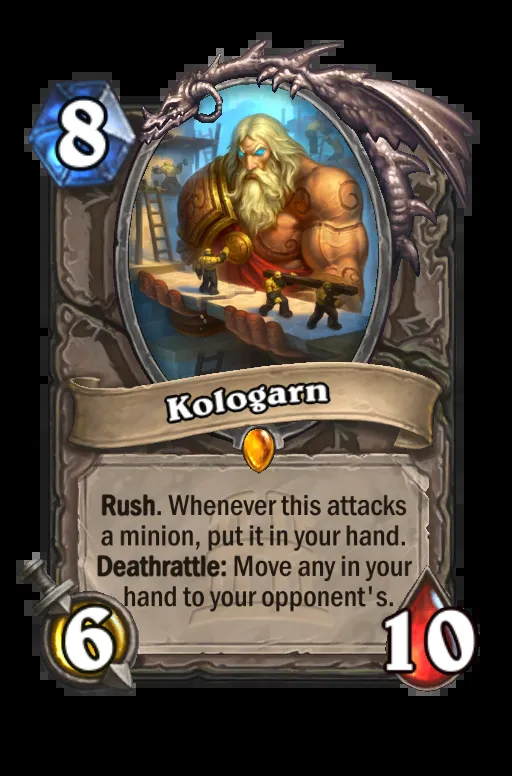 8
Kologarn
Rush. Whenever this attacks
a minion, put it in your hand.
Deathrattle: Move any in your
hand to your opponent's.
6
10